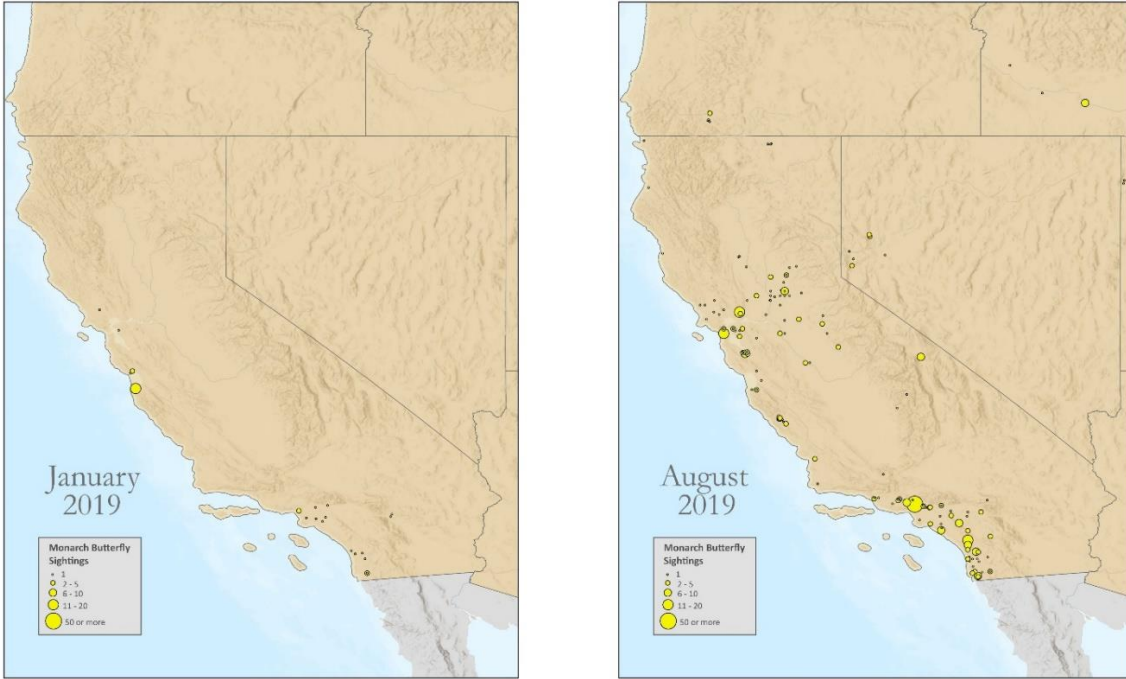 January
2019
Monarch Butterfly
Sightings
1
2 - 5
6 - 10
11 - 20
50 or more
August
2019
Monarch Butterfly
Sightings
1
2 - 5
6 - 10
11 - 20
50 or more